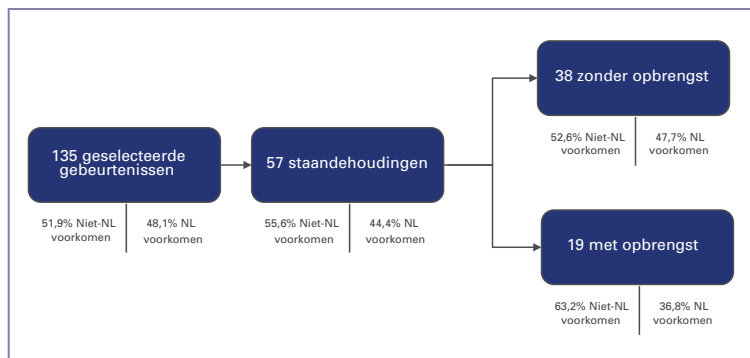 135 geselecteerde
gebeurtenissen
51,9% Niet-NL
voorkomen
48,1% NL
voorkomen
57 staandehoudingen
55,6% Niet-NL
voorkomen
44,4% NL
voorkomen
38 zonder opbrengst
52,6% Niet-NL
voorkomen
47,7% NL
voorkomen
19 met opbrengst
63,2% Niet-NL
voorkomen
36,8% NL
voorkomen